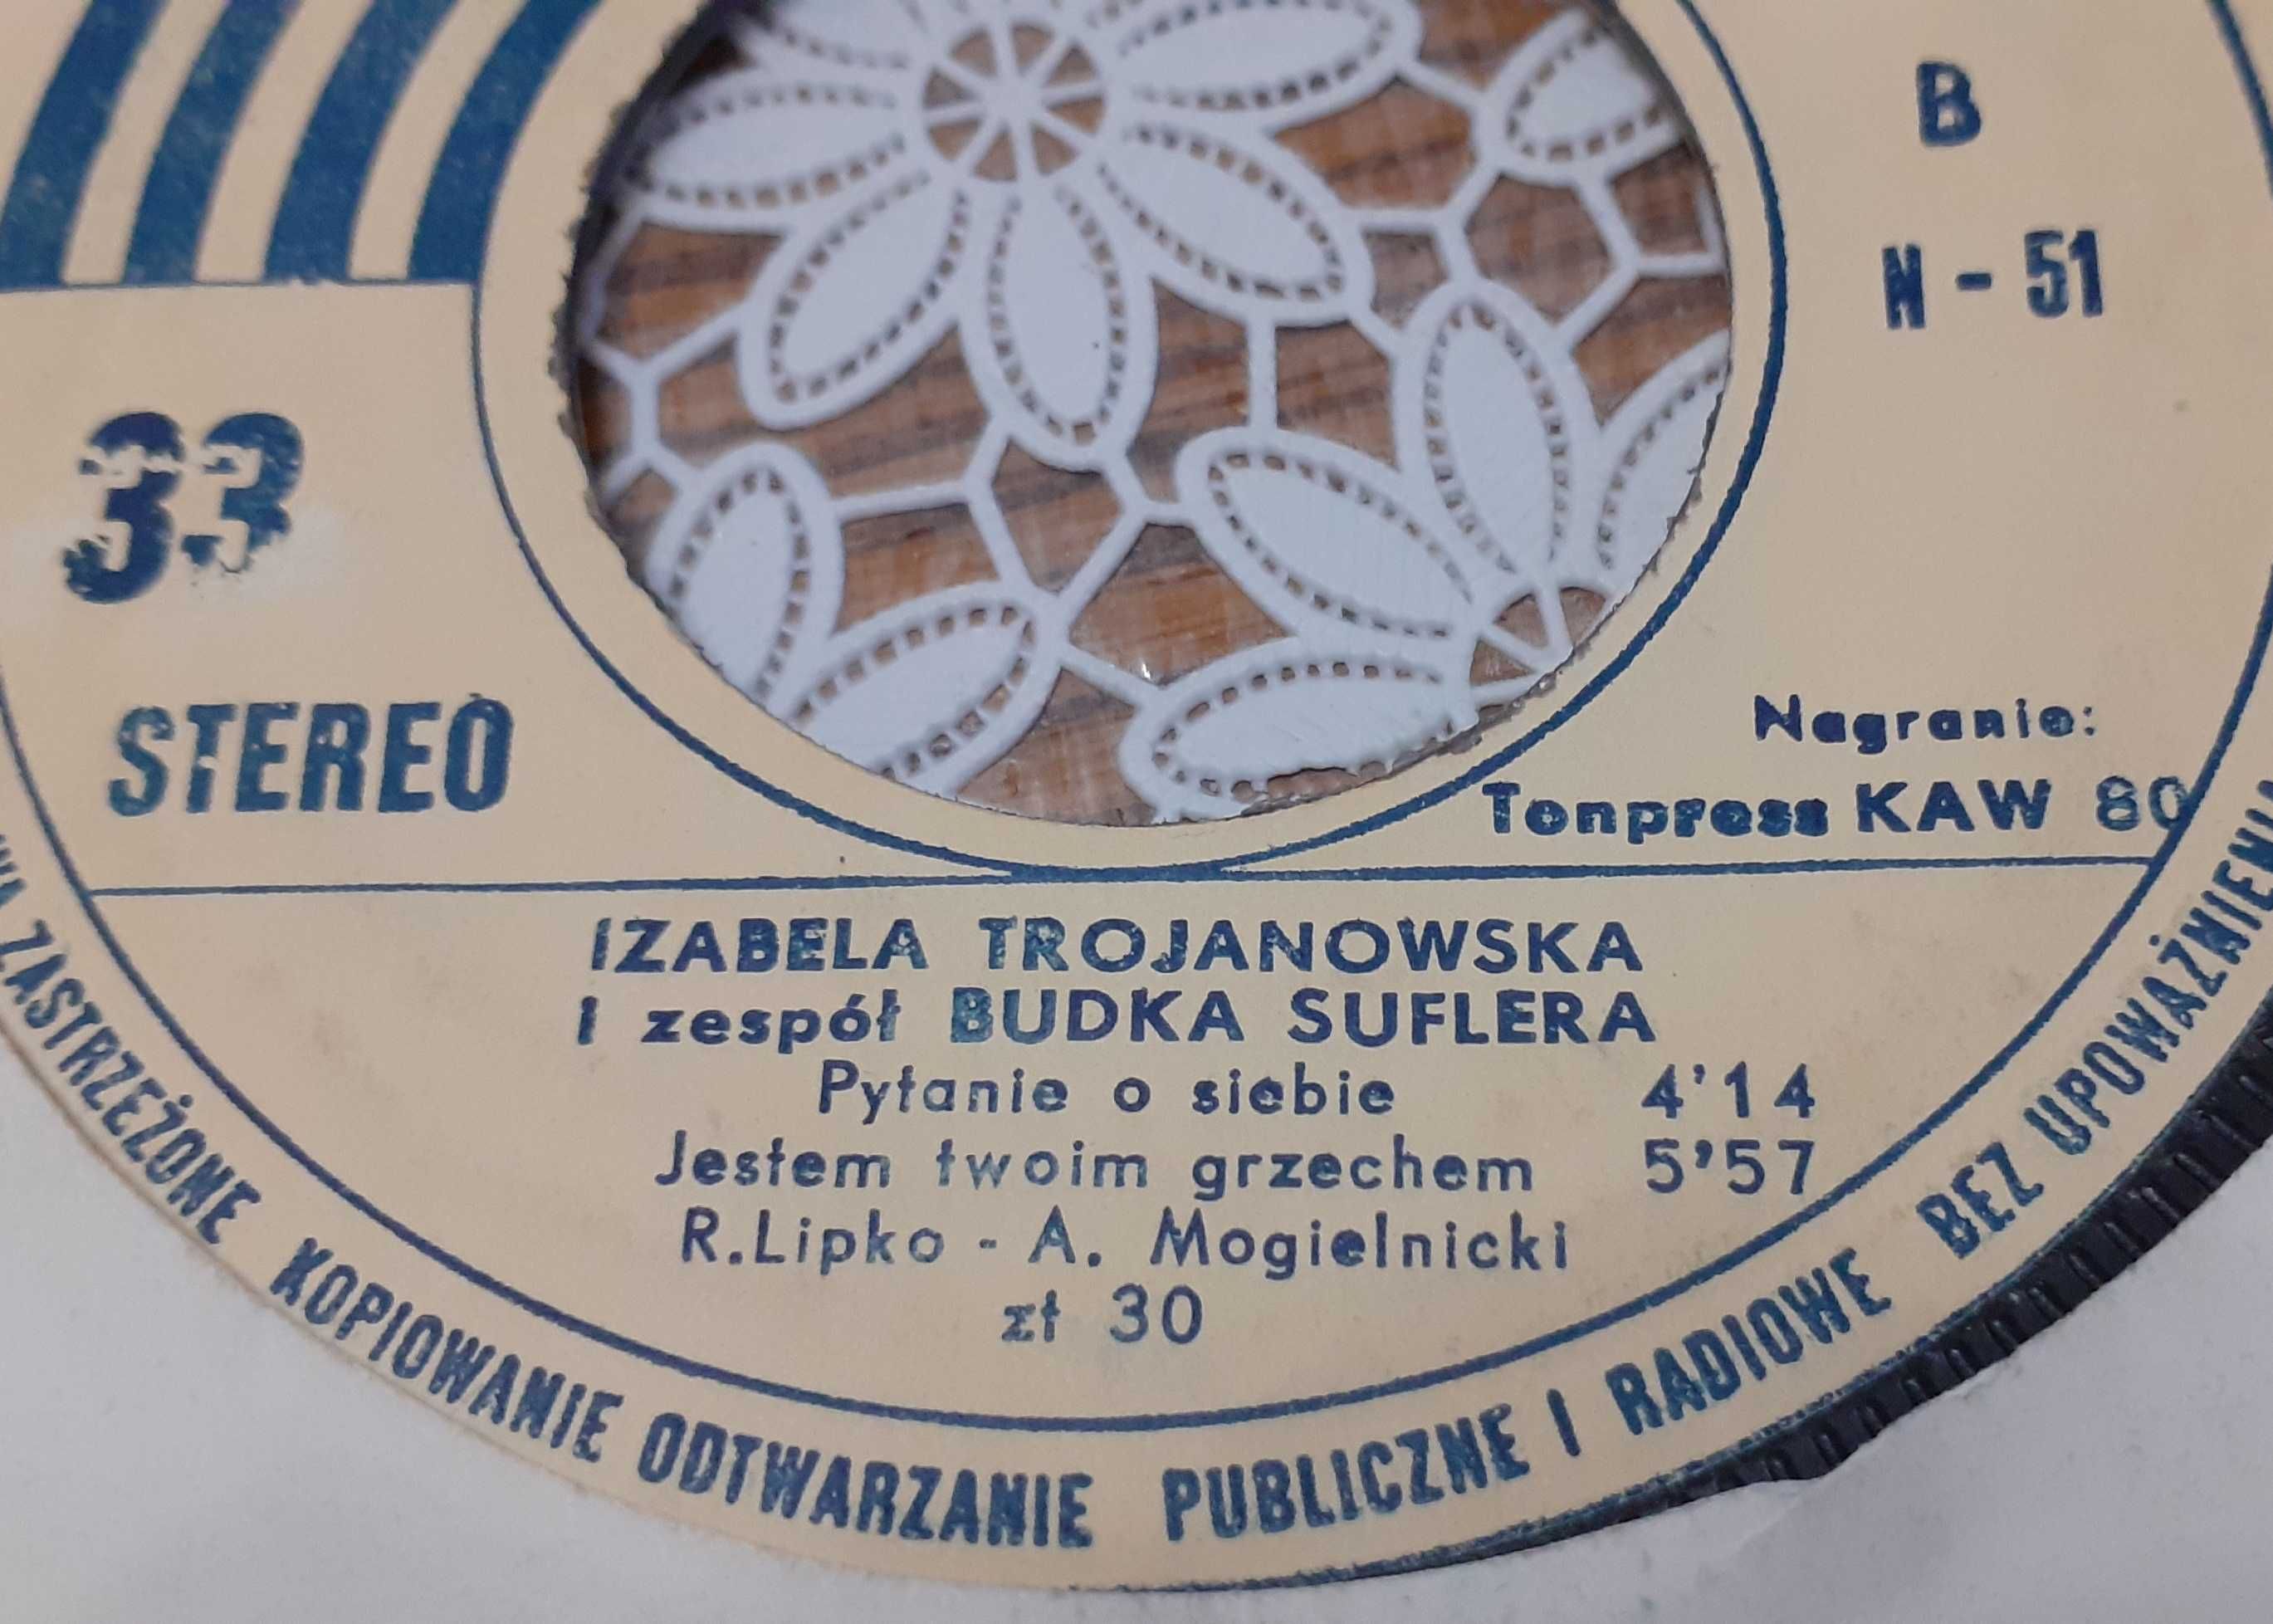 B
N - 51
33
STEREO
Nagranie:
Tonpress KAW 80
IZABELA TROJANOWSKA
I zespół BUDKA SUFLERA
Pytanie o siebie 4'14
Jestem twoim grzechem 5'57
R.Lipko - A. Mogielnicki
zł 30
ZASTRZEŻONE KOPIOWANIE ODTWARZANIE PUBLICZNE I RADIOWE BEZ UPOWAŻNIENIA